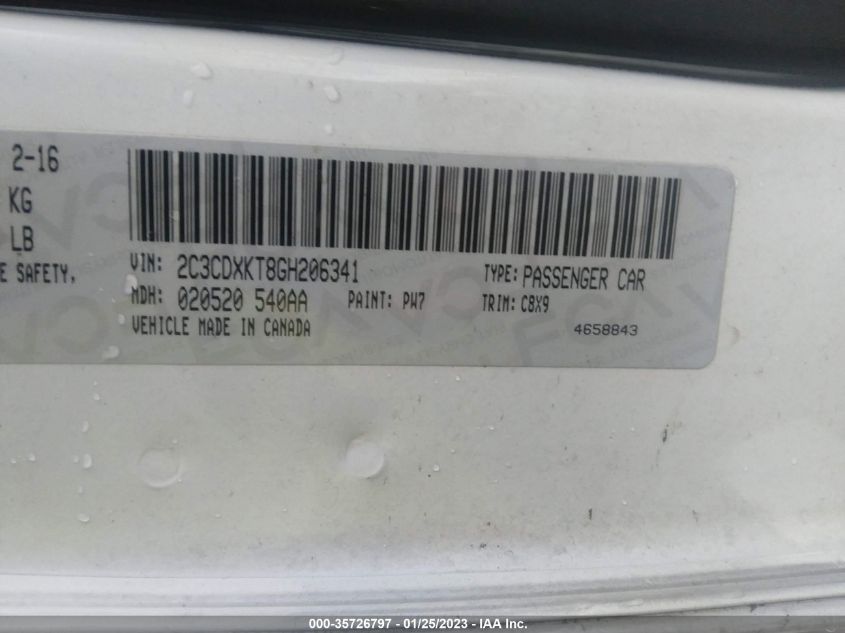 2-16
KG
LB
E SAFETY,
VIN: 2C3CDXKT8GH206341
TYPE: PASSENGER CAR
MDH: 020520 540AA PAINT: PW7
TRIM: C8X9
VEHICLE MADE IN CANADA
4658843
000-35726797 - 01/25/2023 - IAA Inc.